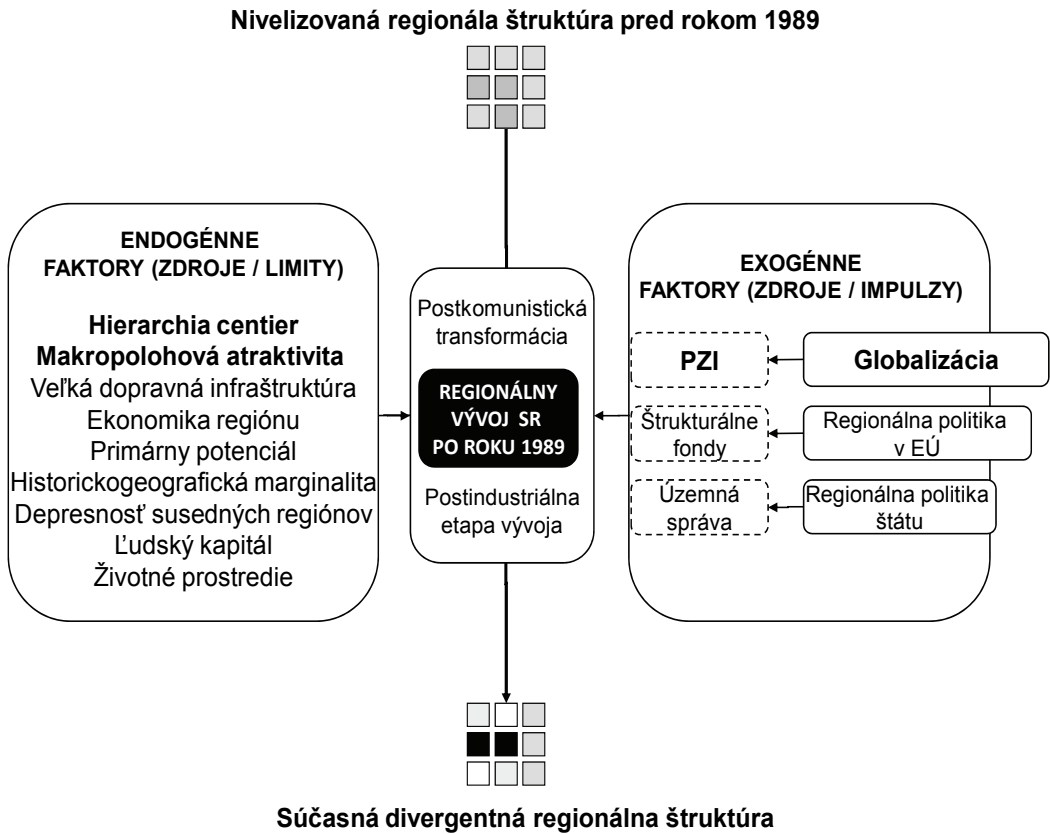 Nivelizovaná regionála štruktúra pred rokom 1989
ENDOGÉNNE
FAKTORY (ZDROJE / LIMITY)
Hierarchia centier
Makropolohová atraktivita
Veľká dopravná infraštruktúra
Ekonomika regiónu
Primárny potenciál
Historickogeografická marginalita
Depresnosť susedných regiónov
Ľudský kapitál
Životné prostredie
Postkomunistická
transformácia
REGIONÁLNY
VÝVOJ SR
PO ROKU 1989
Postindustriálna
etapa vývoja
EXOGÉNNE
FAKTORY (ZDROJE / IMPULZY)
PZI
Globalizácia
Štrukturálne
fondy
Regionálna politika
v EÚ
Územná
správa
Regionálna politika
štátu
Súčasná divergentná regionálna štruktúra